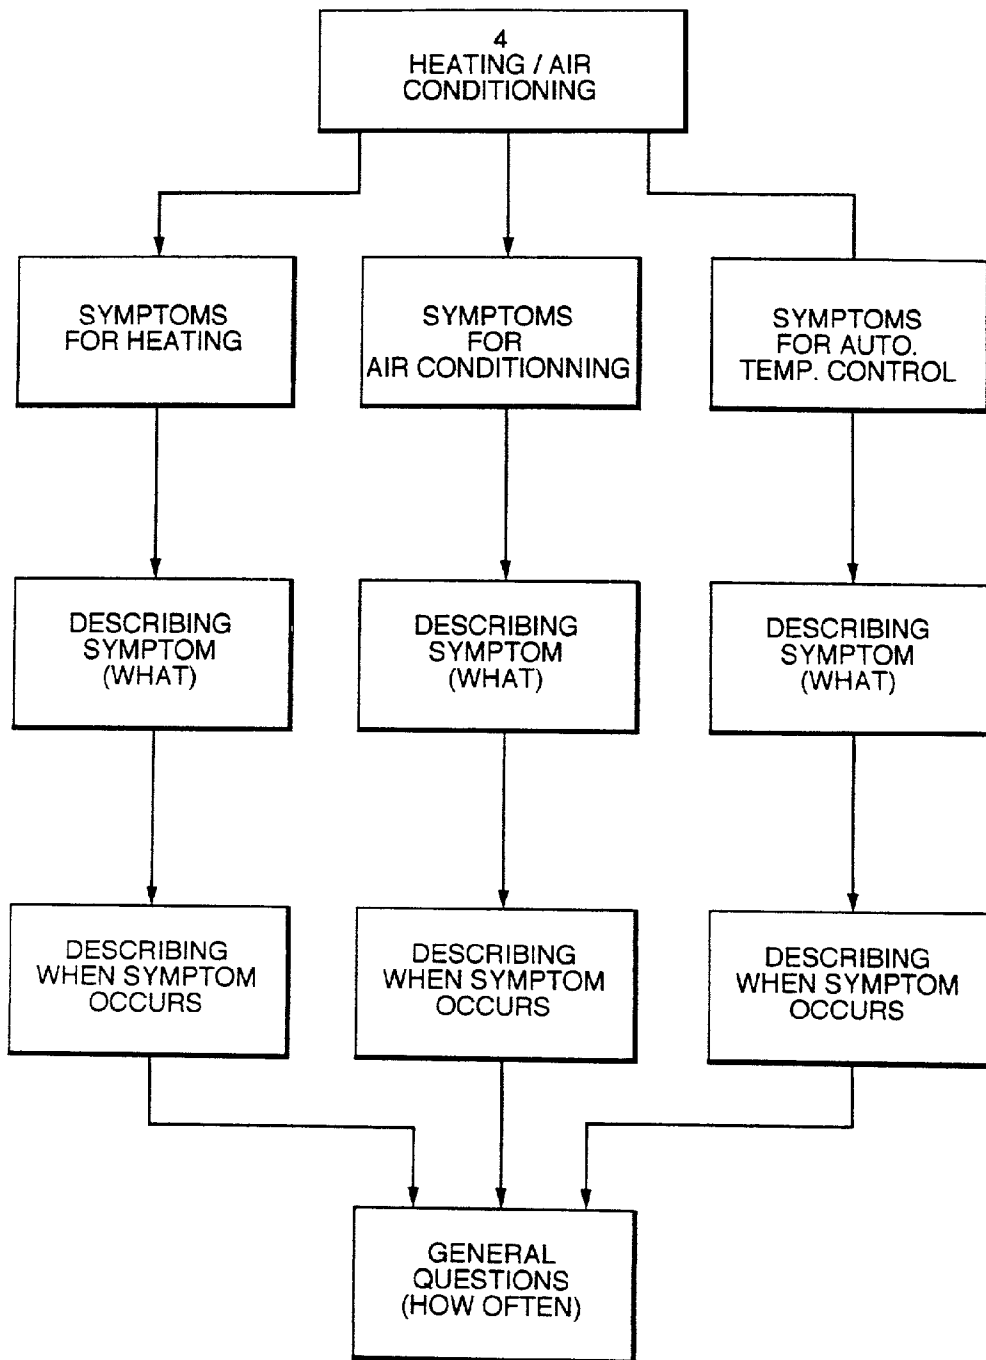 4
HEATING / AIR
CONDITIONING
SYMPTOMS
FOR HEATING
SYMPTOMS
FOR
AIR CONDITIONNING
SYMPTOMS
FOR AUTO.
TEMP. CONTROL
DESCRIBING
SYMPTOM
(WHAT)
DESCRIBING
SYMPTOM
(WHAT)
DESCRIBING
SYMPTOM
(WHAT)
DESCRIBING
WHEN SYMPTOM
OCCURS
DESCRIBING
WHEN SYMPTOM
OCCURS
DESCRIBING
WHEN SYMPTOM
OCCURS
GENERAL
QUESTIONS
(HOW OFTEN)